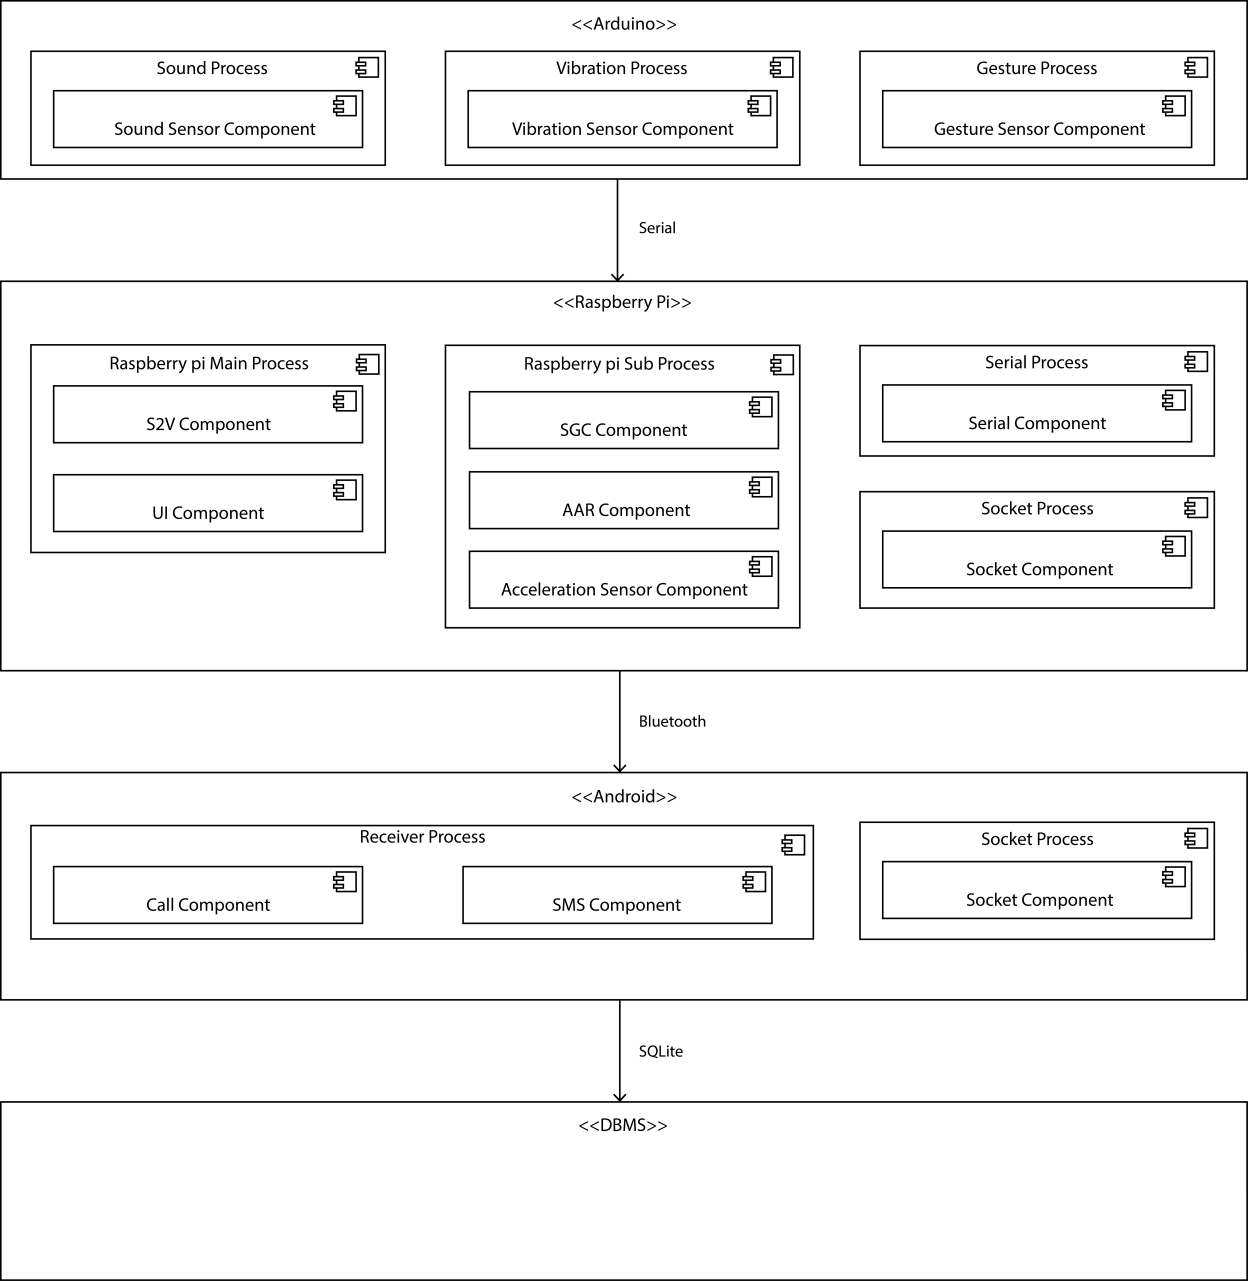 <<Arduino>>
Sound Process
Sound Sensor Component
Vibration Process
Vibration Sensor Component
Gesture Process
Gesture Sensor Component
Serial
<<Raspberry Pi>>
Raspberry pi Main Process
S2V Component
UI Component
Raspberry pi Sub Process
SGC Component
AAR Component
Acceleration Sensor Component
Serial Process
Serial Component
Socket Process
Socket Component
Bluetooth
<<Android>>
Receiver Process
Call Component
SMS Component
Socket Process
Socket Component
SQLite
<<DBMS>>